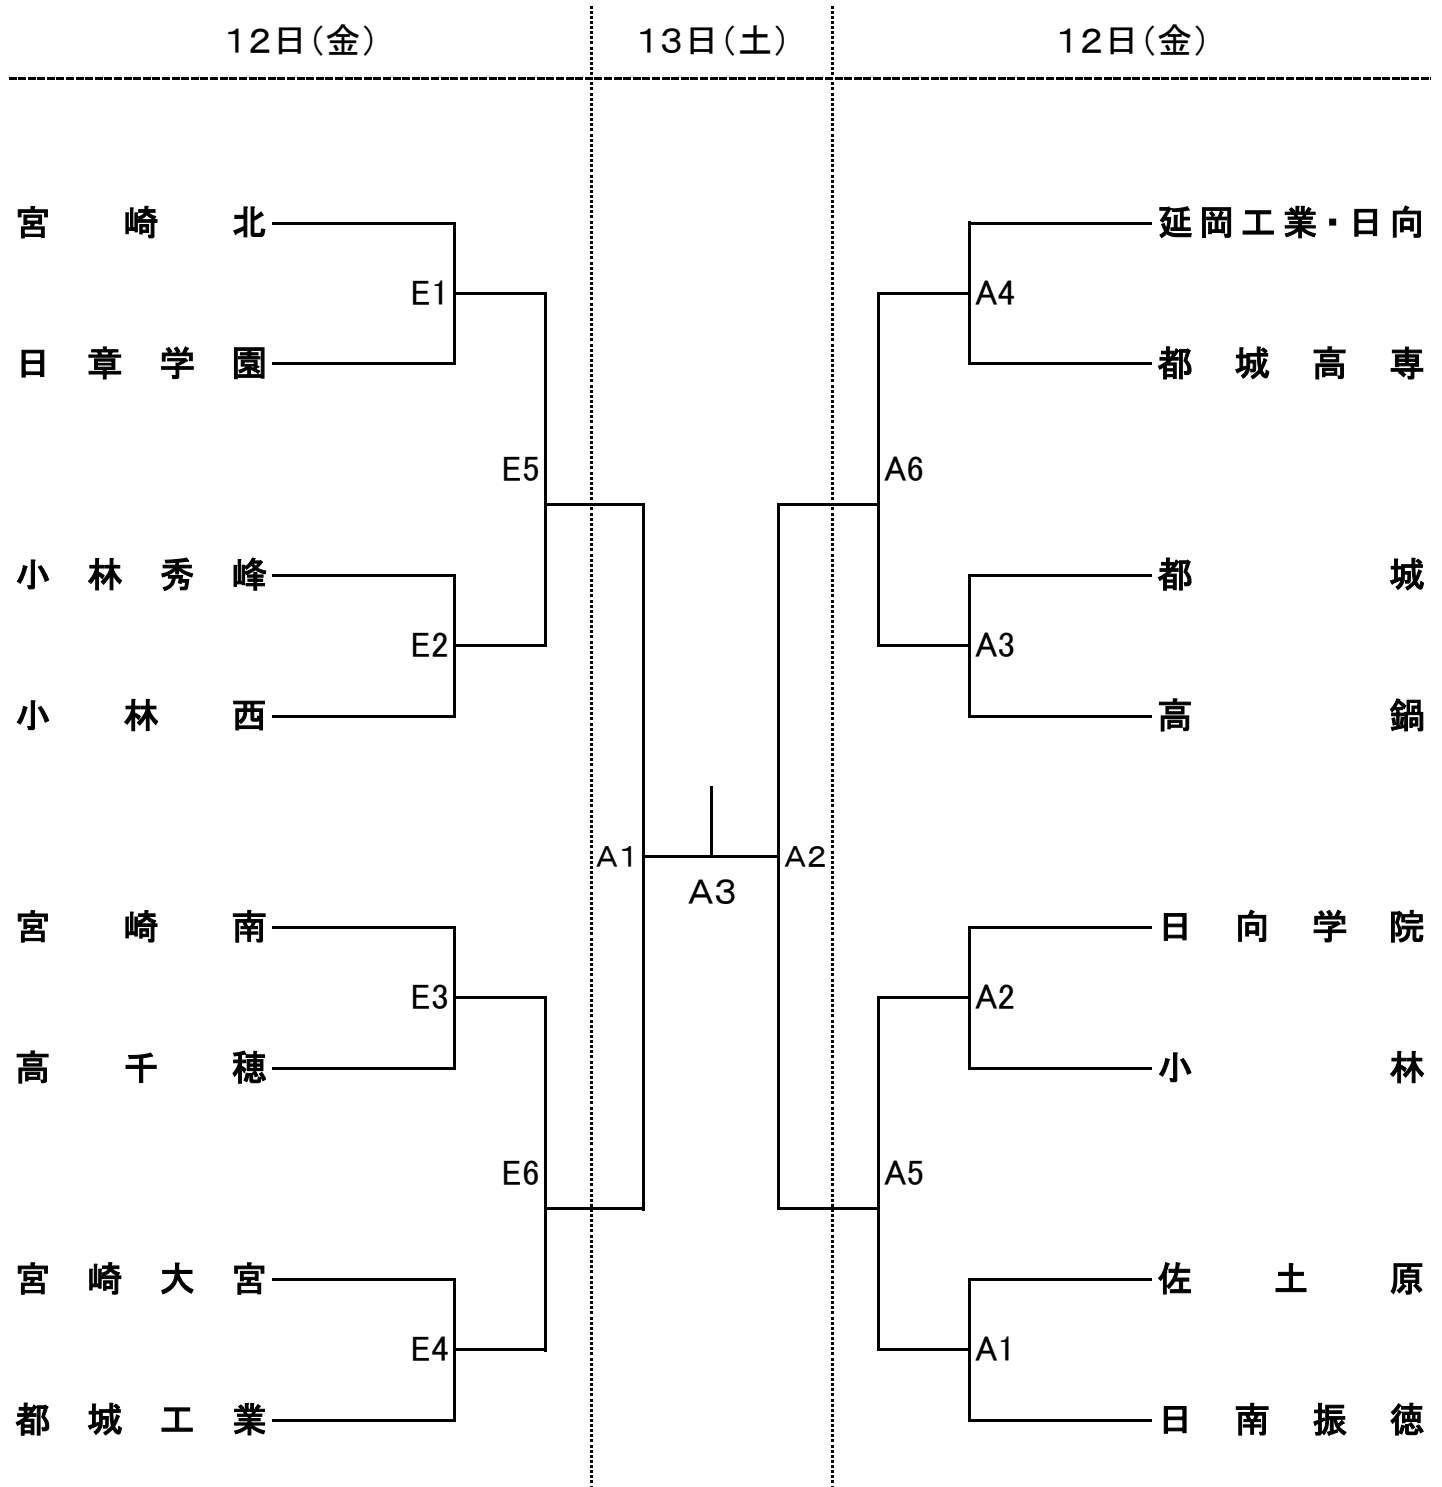 12日(金) 13日(土) 12日(金)
宮崎北 延岡工業・日向
E1 A4
日章学園 都城高専
E5 A6
小林秀峰 都城
E2 A3
小林西 高鍋
A1 A2
A3
宮崎南 日向学院
E3 A2
高千穂 小林
E6 A5
宮崎大宮 佐土原
E4 A1
都城工業 日南振徳